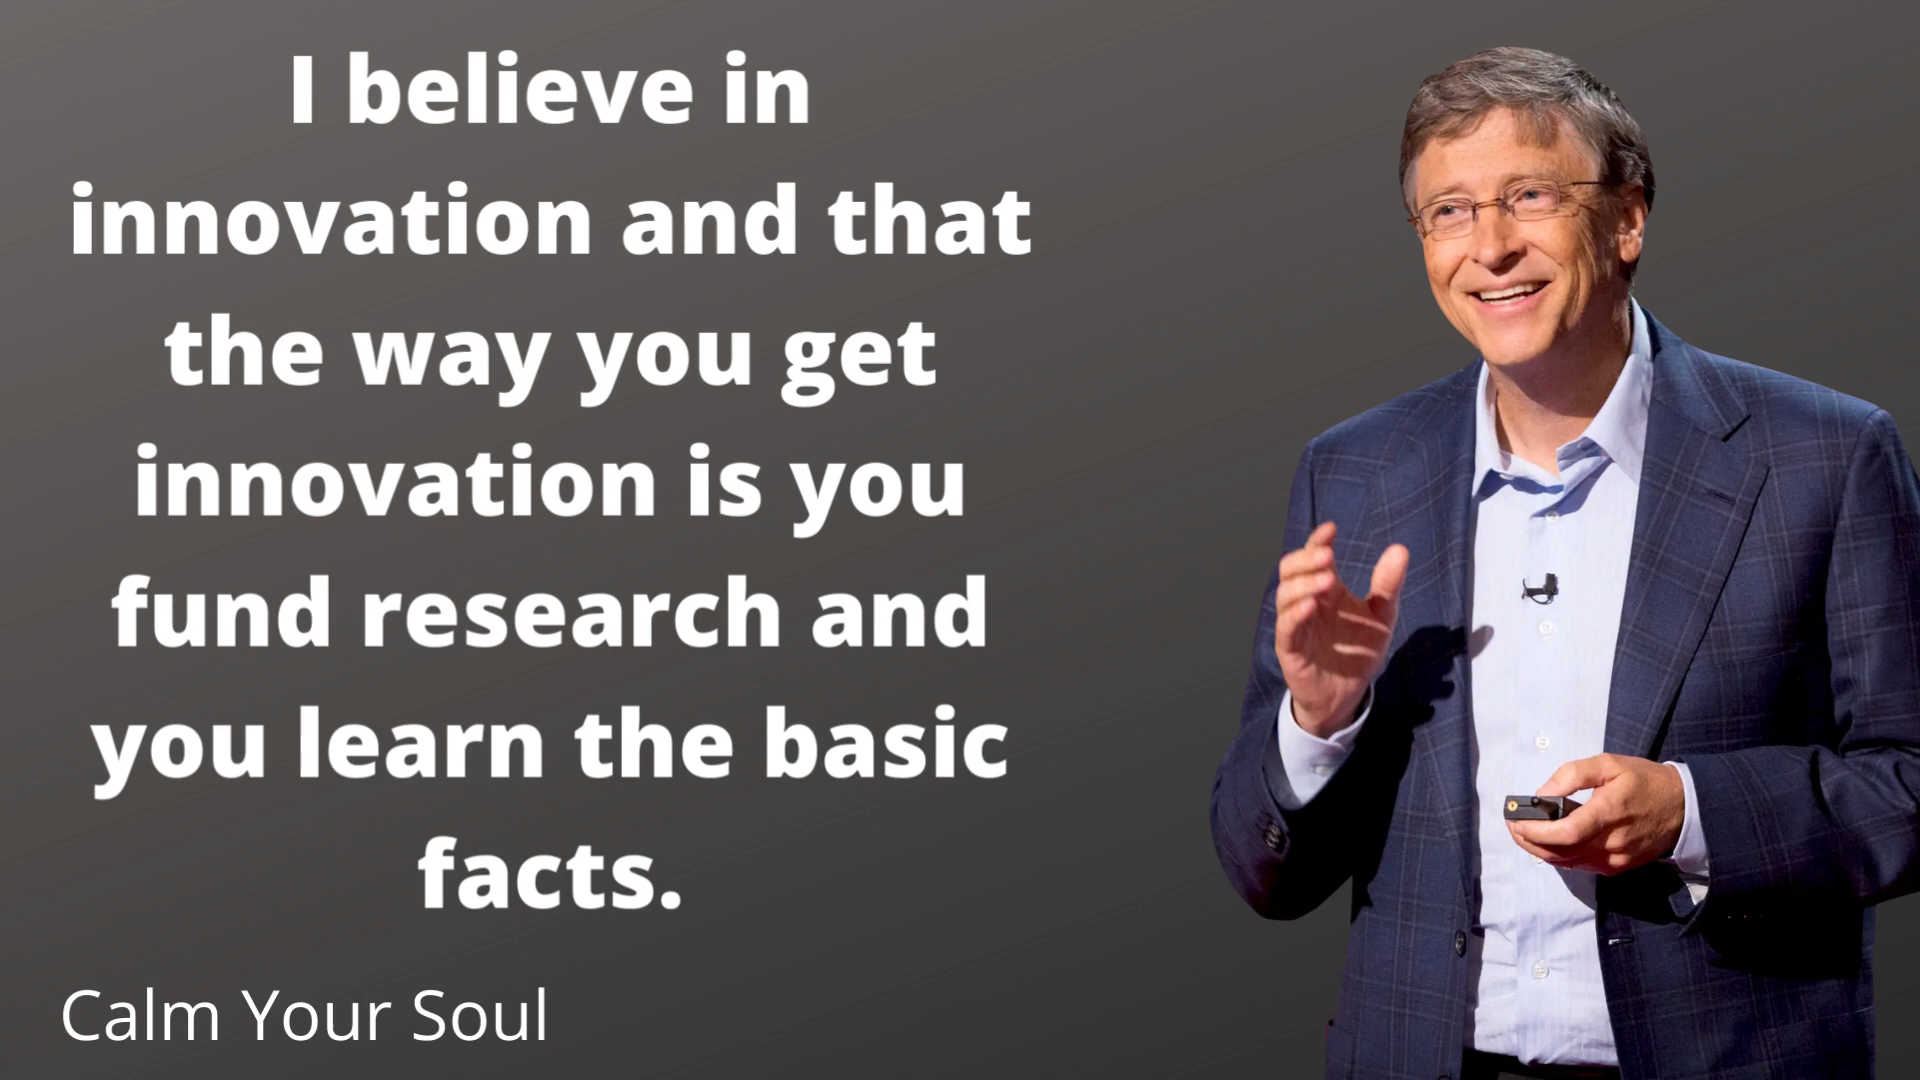 I believe in
innovation and that
the way you get
innovation is you
fund research and
you learn the basic
facts.
Calm Your Soul